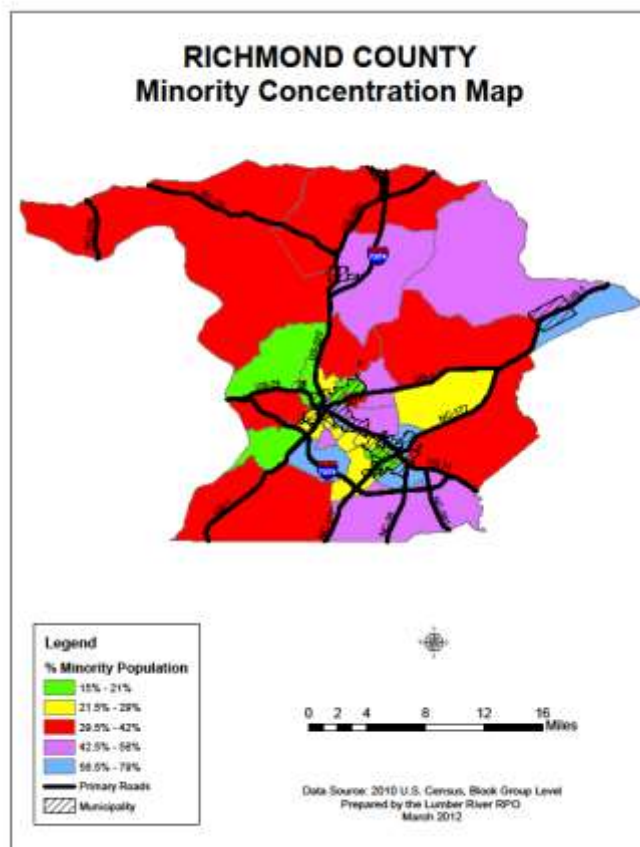 RICHMOND COUNTY
Minority Concentration Map
Legend
% Minority Population
15% - 21%
21.5% - 29%
29.5% - 42%
42.5% - 56%
56.5% - 79%
Primary Roads
Municipality
0 2 4 8 12 16
Miles
Data Source: 2010 U.S. Census, Block Group Level
Prepared by the Lumber River RPO
March 2012